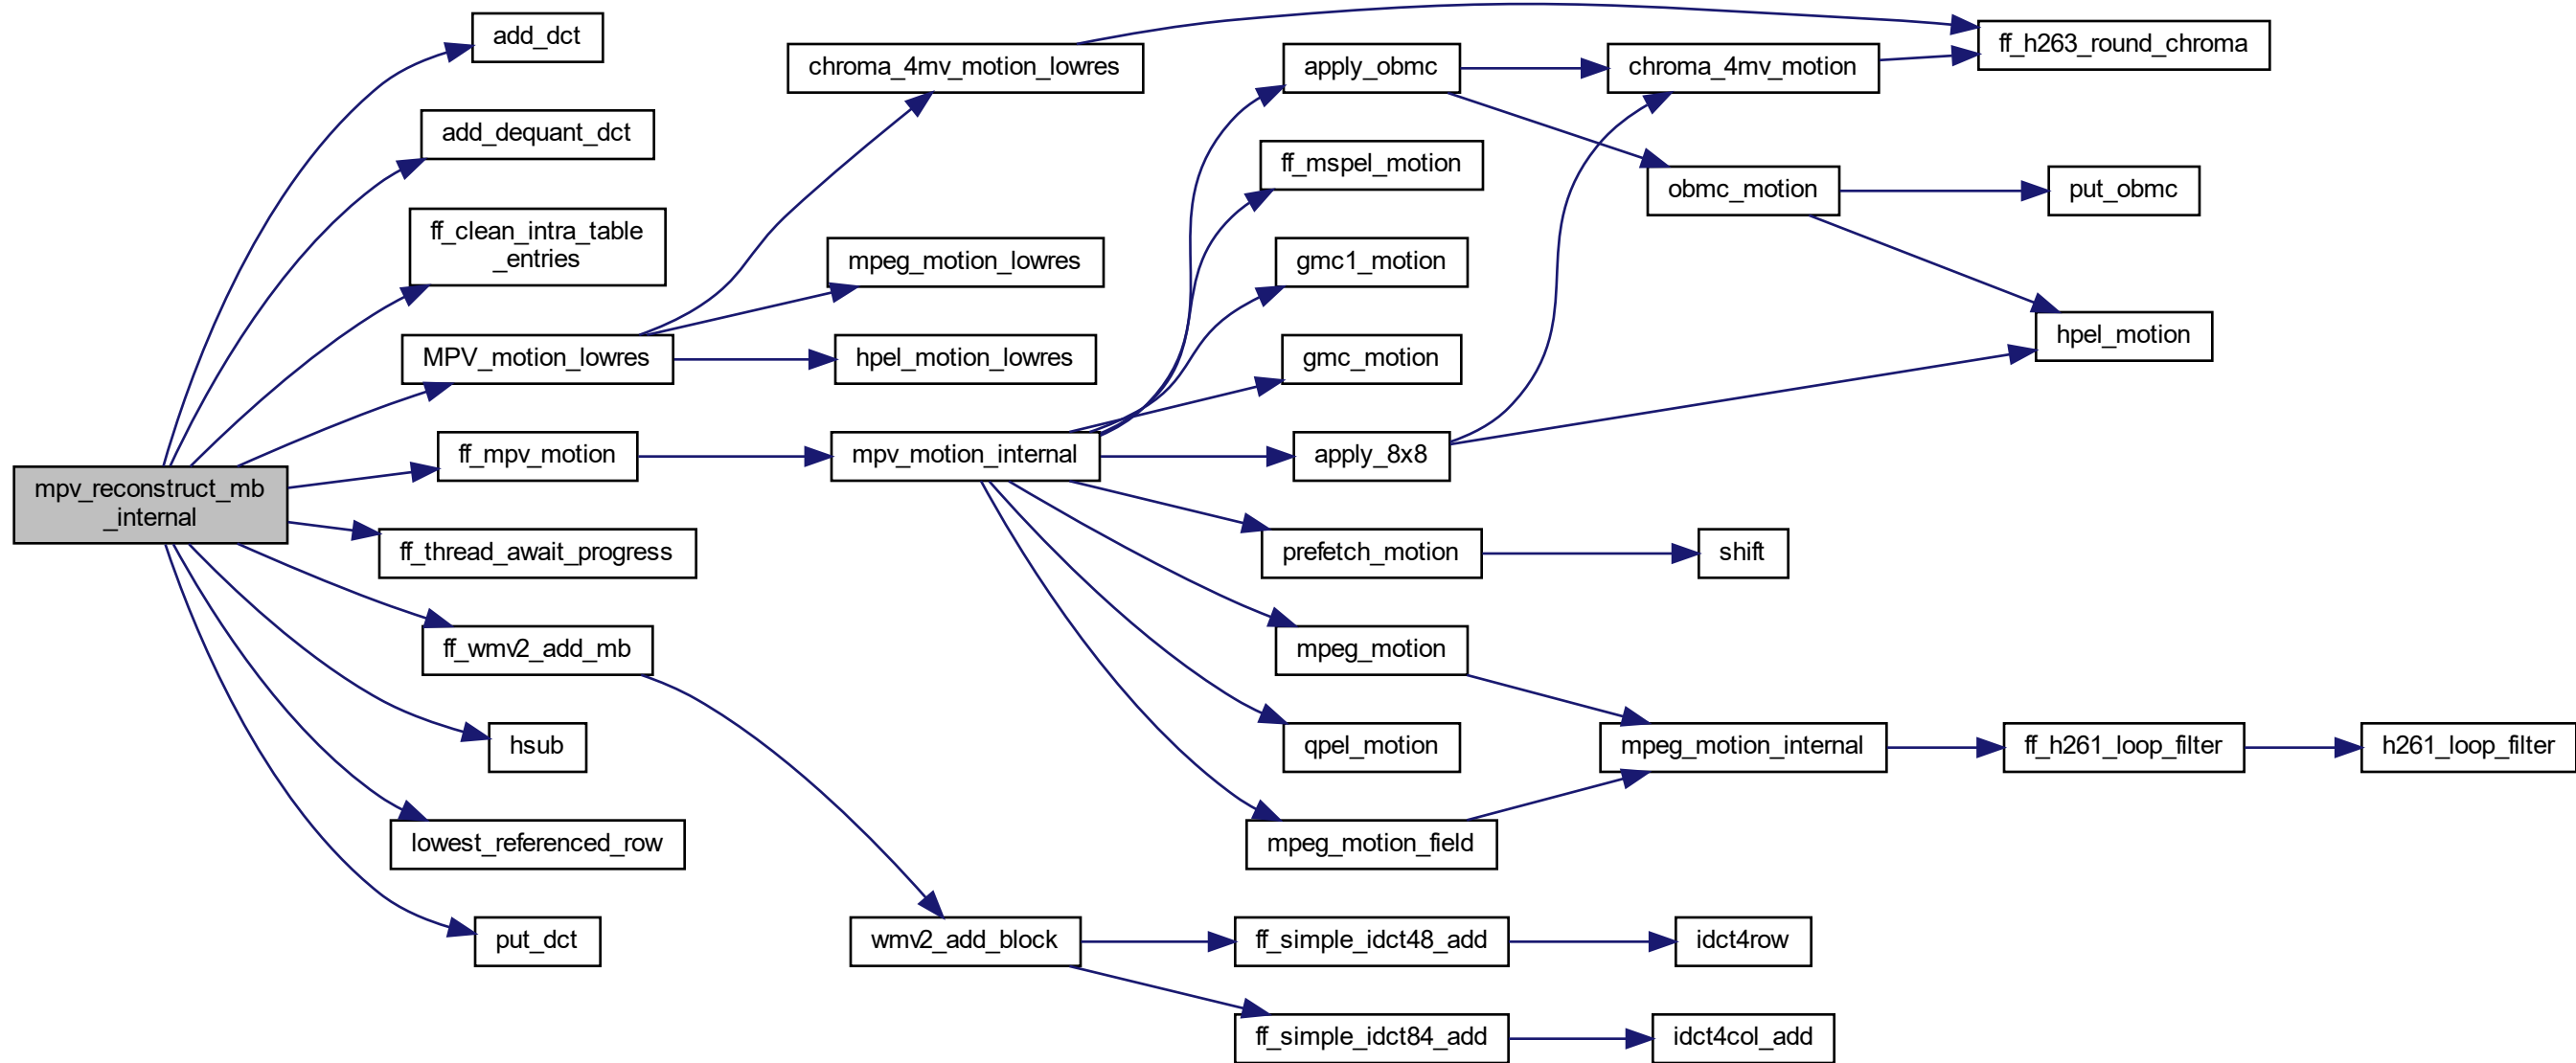 mpv_reconstruct_mb
_internal
add_dct
add_dequant_dct
ff_clean_intra_table
_entries
MPV_motion_lowres
ff_mpv_motion
ff_thread_await_progress
ff_wmv2_add_mb
hsub
lowest_referenced_row
put_dct
chroma_4mv_motion_lowres
mpeg_motion_lowres
hpel_motion_lowres
mpv_motion_internal
wmv2_add_block
apply_obmc
ff_mspel_motion
gmc1_motion
gmc_motion
apply_8x8
prefetch_motion
mpeg_motion
qpel_motion
mpeg_motion_field
ff_simple_idct48_add
ff_simple_idct84_add
chroma_4mv_motion
obmc_motion
shift
mpeg_motion_internal
idct4row
idct4col_add
ff_h263_round_chroma
put_obmc
hpel_motion
ff_h261_loop_filter
h261_loop_filter